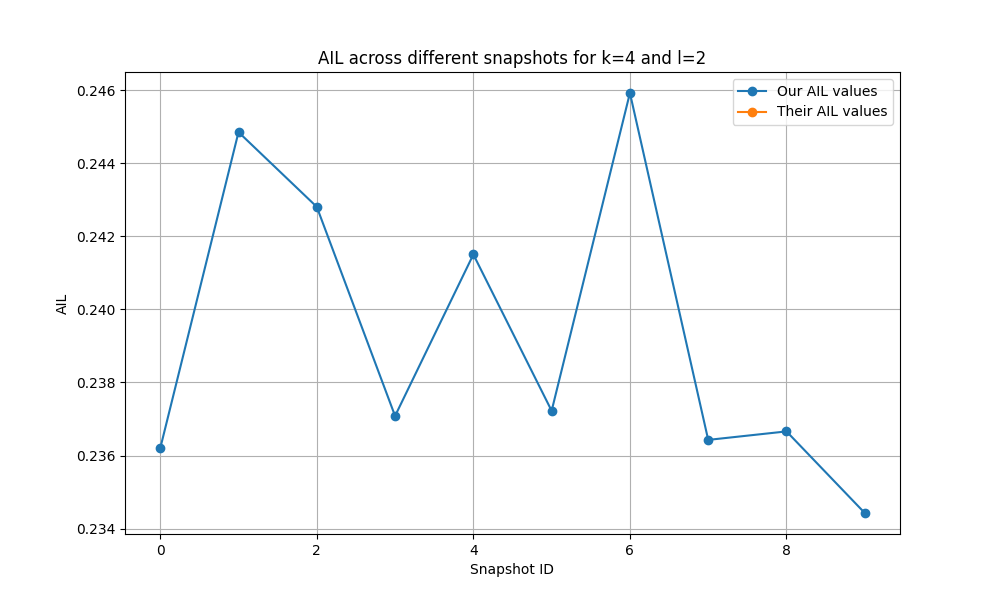 AIL across different snapshots for k=4 and l=2
Our AIL values
Their AIL values
0.246
0.244
0.242
0.240
0.238
0.236
0.234
AIL
0
2
4
6
8
Snapshot ID